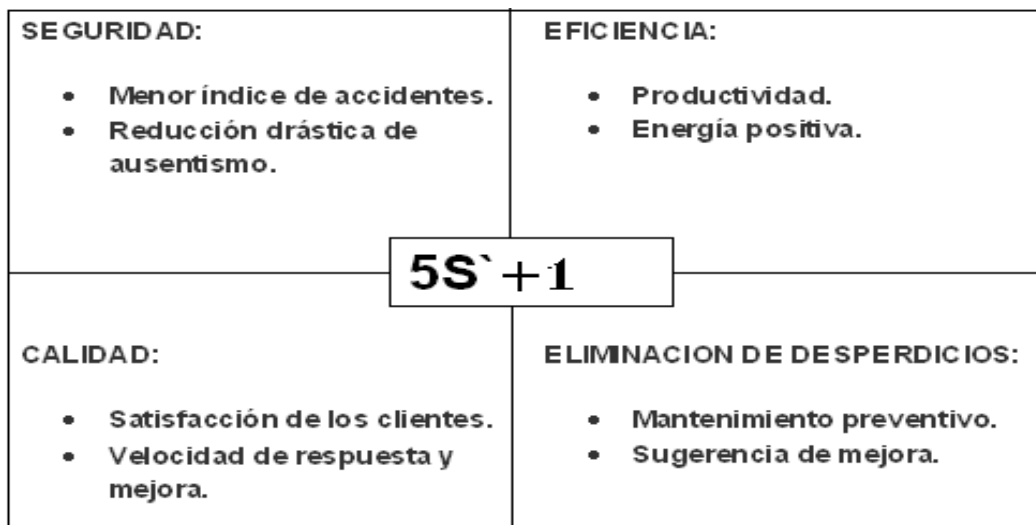 SEGURIDAD:
• Menor índice de accidentes.
• Reducción drástica de
ausentismo.
EFICIENCIA:
• Productividad.
• Energía positiva.
5S`+1
CALIDAD:
• Satisfacción de los clientes.
• Velocidad de respuesta y
mejora.
ELIMINACION DE DESPERDICIOS:
• Mantenimiento preventivo.
• Sugerencia de mejora.